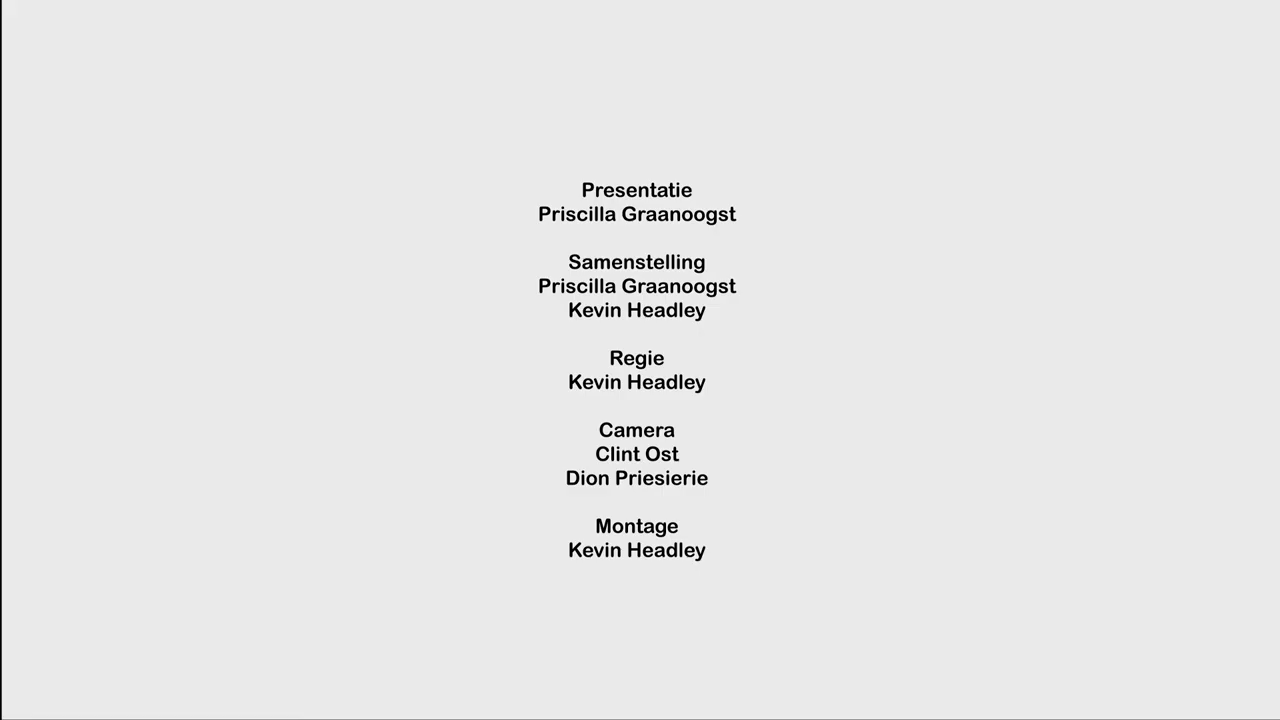 Presentatie
Priscilla Graanoogst
Samenstelling
Priscilla Graanoogst
Kevin Headley
Regie
Kevin Headley
Camera
Clint Ost
Dion Priesierie
Montage
Kevin Headley